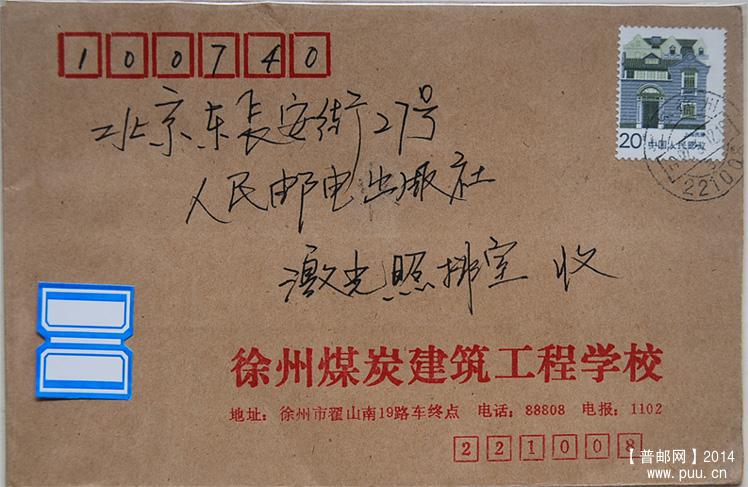 100740
北京东长安街27号
人民邮电出版社
激光照排室 收
20 中国人民邮政
221008
徐州煤炭建筑工程学校
地址：徐州市翟山南19路车终点 电话：88808 电报：1102
221008
【普邮网】2014
www.puu.cn